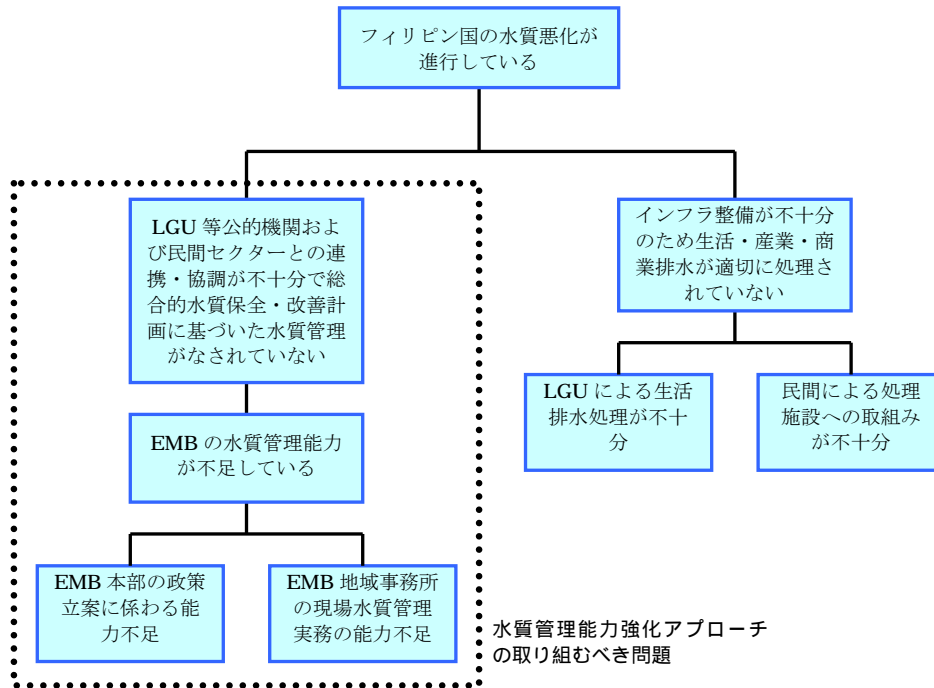 フィリピン国の水質悪化が
進行している
LGU 等公的機関およ
び民間セクターとの連
携・協調が不十分で総
合的水質保全・改善計
画に基づいた水質管理
がなされていない
インフラ整備が不十分
のため生活・産業・商
業排水が適切に処理さ
れていない
EMB の水質管理能力
が不足している
LGU による生活
排水処理が不十
分
民間による処理
施設への取組み
が不十分
EMB 本部の政策
立案に係わる能
力不足
EMB 地域事務所
の現場水質管理
実務の能力不足
水質管理能力強化アプローチ
の取り組むべき問題